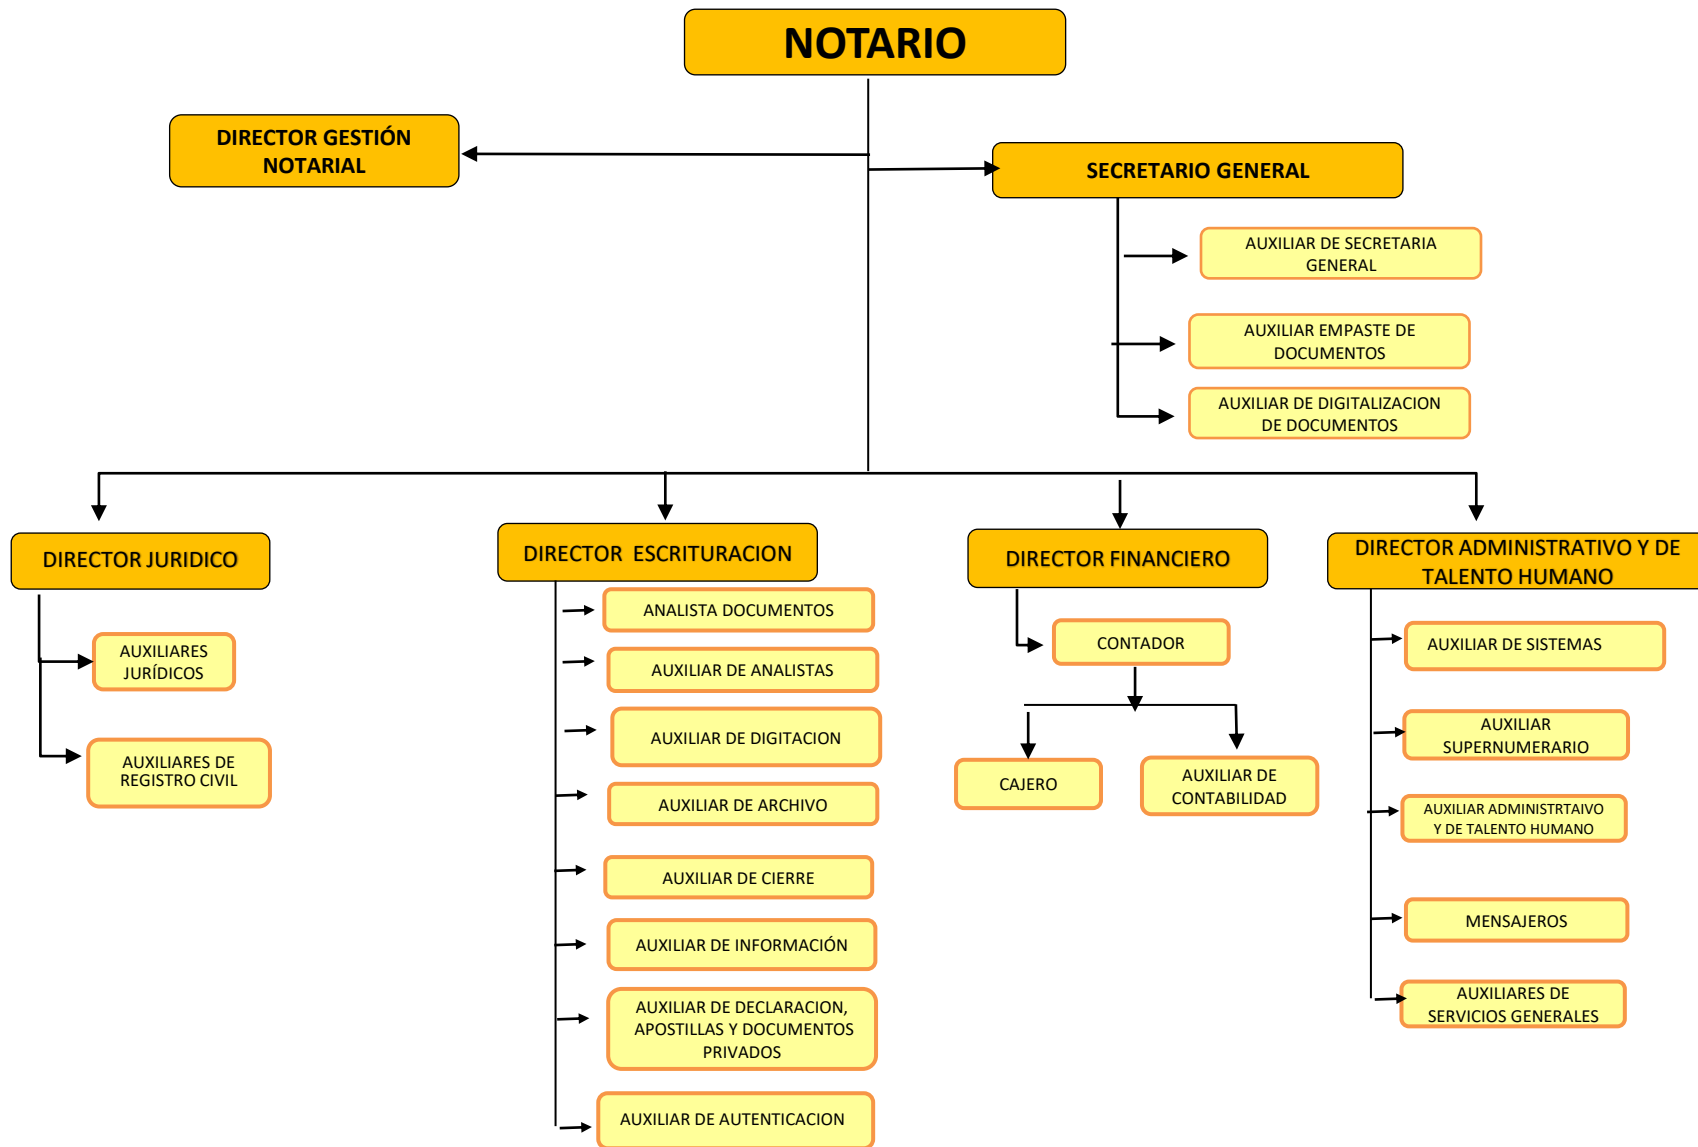 NOTARIO
DIRECTOR GESTIÓN
NOTARIAL
SECRETARIO GENERAL
AUXILIAR DE SECRETARIA
GENERAL
AUXILIAR EMPASTE DE
DOCUMENTOS
AUXILIAR DE DIGITALIZACION
DE DOCUMENTOS
DIRECTOR JURIDICO
AUXILIARES
JURÍDICOS
AUXILIARES DE
REGISTRO CIVIL
DIRECTOR ESCRITURACION
ANALISTA DOCUMENTOS
AUXILIAR DE ANALISTAS
AUXILIAR DE DIGITACION
AUXILIAR DE ARCHIVO
AUXILIAR DE CIERRE
AUXILIAR DE INFORMACIÓN
AUXILIAR DE DECLARACION,
APOSTILLAS Y DOCUMENTOS
PRIVADOS
AUXILIAR DE AUTENTICACION
DIRECTOR FINANCIERO
CONTADOR
CAJERO
AUXILIAR DE
CONTABILIDAD
DIRECTOR ADMINISTRATIVO Y DE
TALENTO HUMANO
AUXILIAR DE SISTEMAS
AUXILIAR
SUPERNUMERARIO
AUXILIAR ADMINISTRTAIVO
Y DE TALENTO HUMANO
MENSAJEROS
AUXILIARES DE
SERVICIOS GENERALES